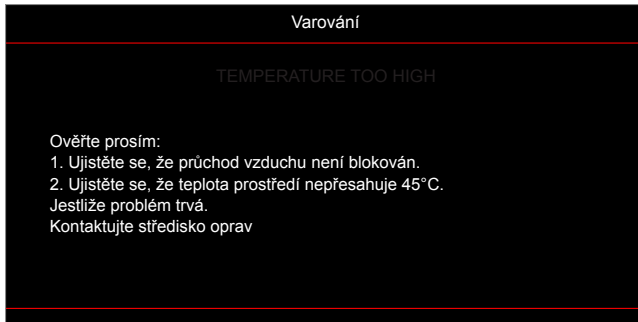 Varování
TEMPERATURE TOO HIGH
Ověřte prosím:
1. Ujistěte se, že průchod vzduchu není blokován.
2. Ujistěte se, že teplota prostředí nepřesahuje 45°C.
Jestliže problém trvá.
Kontaktujte středisko oprav